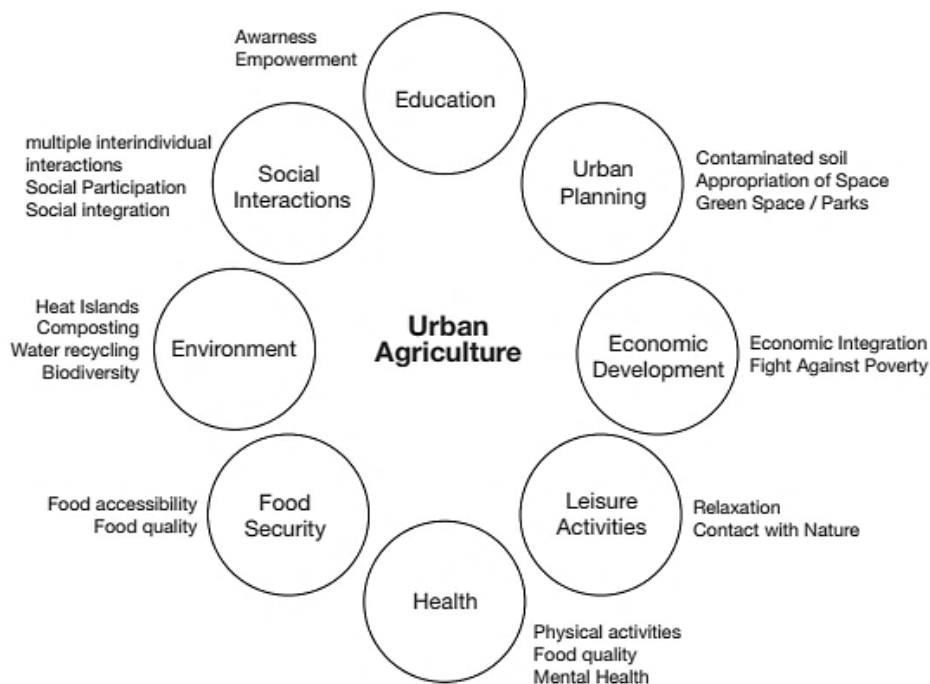 Awarness
Empowerment
Education
multiple interindividual
interactions
Social Participation
Social integration
Social
Interactions
Urban
Planning
Contaminated soil
Appropriation of Space
Green Space / Parks
Heat Islands
Composting
Water recycling
Biodiversity
Environment
Urban
Agriculture
Economic
Development
Economic Integration
Fight Against Poverty
Food accessibility
Food quality
Food
Security
Leisure
Activities
Relaxation
Contact with Nature
Health
Physical activities
Food quality
Mental Health